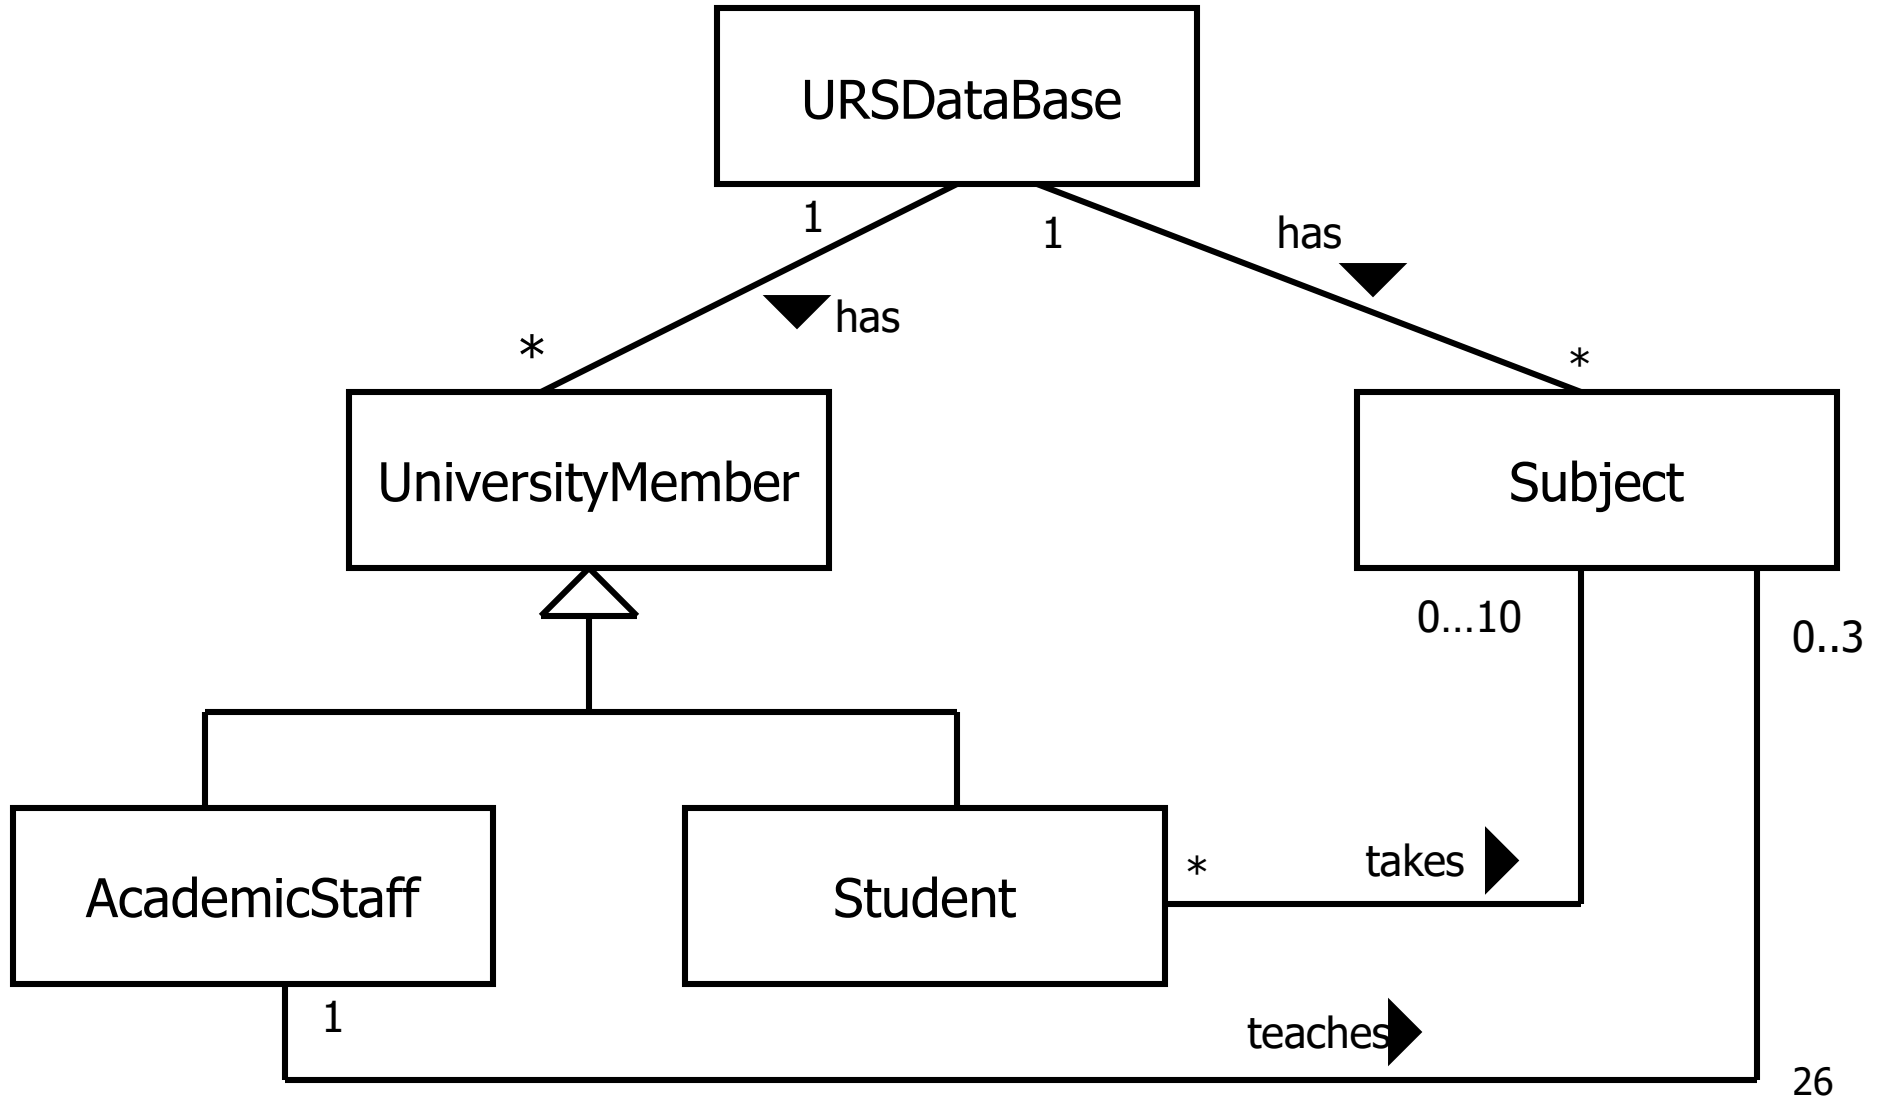 URSDataBase
1
1
has
has
*
*
UniversityMember
Subject
0...10
0..3
AcademicStaff
Student
*
takes
1
teaches
26